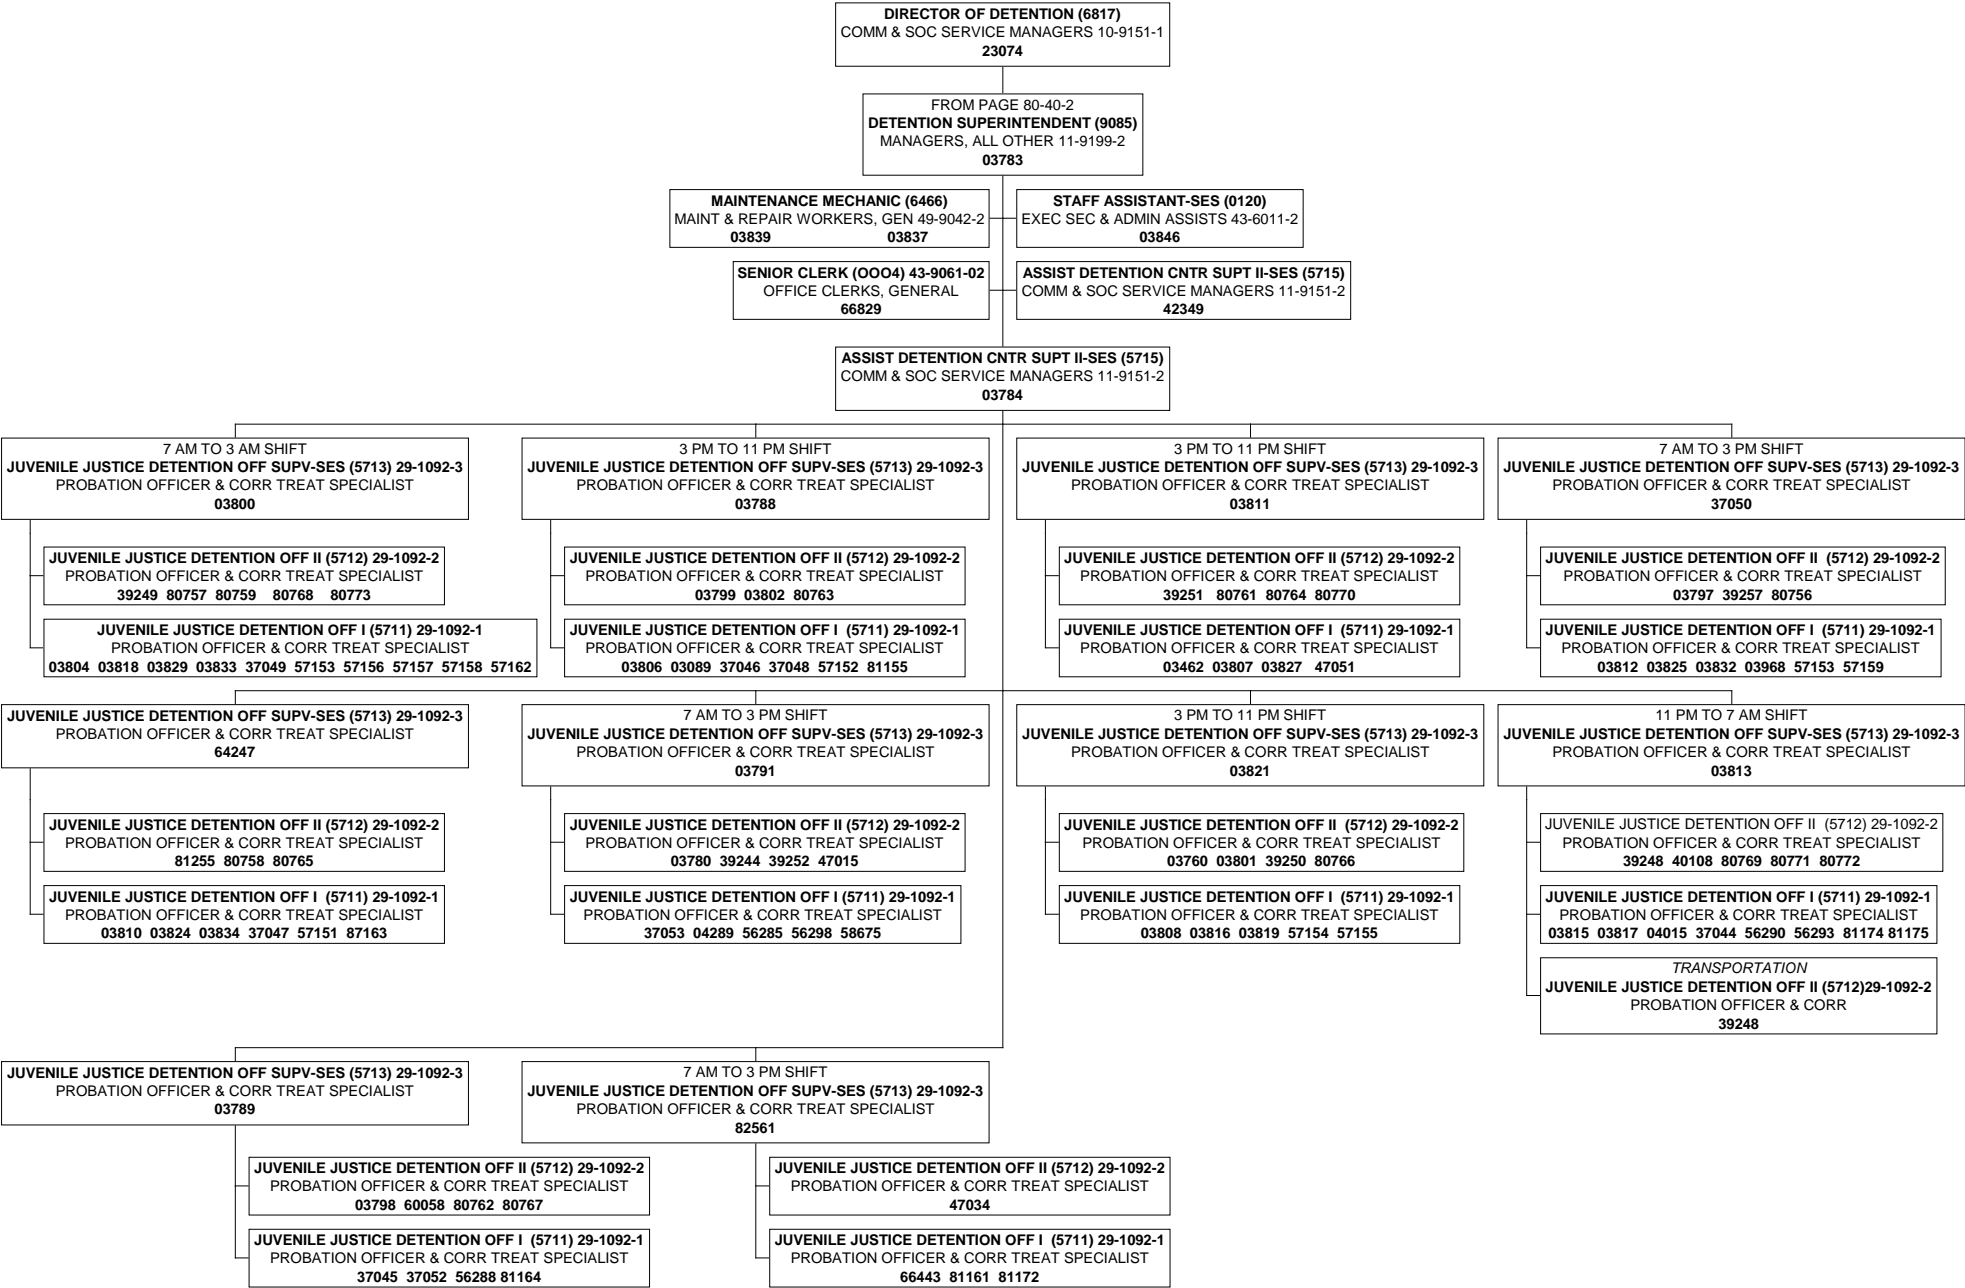 DIRECTOR OF DETENTION (6817)
COMM & SOC SERVICE MANAGERS 10-9151-1
23074
FROM PAGE 80-40-2
DETENTION SUPERINTENDENT (9085)
MANAGERS, ALL OTHER 11-9199-2
03783
MAINTENANCE MECHANIC (6466)
MAINT & REPAIR WORKERS, GEN 49-9042-2
03839 03837
STAFF ASSISTANT-SES (0120)
EXEC SEC & ADMIN ASSISTS 43-6011-2
03846
SENIOR CLERK (OOO4) 43-9061-02
OFFICE CLERKS, GENERAL
66829
ASSIST DETENTION CNTR SUPT II-SES (5715)
COMM & SOC SERVICE MANAGERS 11-9151-2
42349
ASSIST DETENTION CNTR SUPT II-SES (5715)
COMM & SOC SERVICE MANAGERS 11-9151-2
03784
7 AM TO 3 AM SHIFT
JUVENILE JUSTICE DETENTION OFF SUPV-SES (5713) 29-1092-3
PROBATION OFFICER & CORR TREAT SPECIALIST
03800
JUVENILE JUSTICE DETENTION OFF II (5712) 29-1092-2
PROBATION OFFICER & CORR TREAT SPECIALIST
39249 80757 80759 80768 80773
JUVENILE JUSTICE DETENTION OFF I (5711) 29-1092-1
PROBATION OFFICER & CORR TREAT SPECIALIST
03804 03818 03829 03833 37049 57153 57156 57157 57158 57162
3 PM TO 11 PM SHIFT
JUVENILE JUSTICE DETENTION OFF SUPV-SES (5713) 29-1092-3
PROBATION OFFICER & CORR TREAT SPECIALIST
03788
JUVENILE JUSTICE DETENTION OFF II (5712) 29-1092-2
PROBATION OFFICER & CORR TREAT SPECIALIST
03799 03802 80763
JUVENILE JUSTICE DETENTION OFF I (5711) 29-1092-1
PROBATION OFFICER & CORR TREAT SPECIALIST
03806 03089 37046 37048 57152 81155
3 PM TO 11 PM SHIFT
JUVENILE JUSTICE DETENTION OFF SUPV-SES (5713) 29-1092-3
PROBATION OFFICER & CORR TREAT SPECIALIST
03811
JUVENILE JUSTICE DETENTION OFF II (5712) 29-1092-2
PROBATION OFFICER & CORR TREAT SPECIALIST
39251 80761 80764 80770
JUVENILE JUSTICE DETENTION OFF I (5711) 29-1092-1
PROBATION OFFICER & CORR TREAT SPECIALIST
03462 03807 03827 47051
7 AM TO 3 PM SHIFT
JUVENILE JUSTICE DETENTION OFF SUPV-SES (5713) 29-1092-3
PROBATION OFFICER & CORR TREAT SPECIALIST
37050
JUVENILE JUSTICE DETENTION OFF II (5712) 29-1092-2
PROBATION OFFICER & CORR TREAT SPECIALIST
03797 39257 80756
JUVENILE JUSTICE DETENTION OFF I (5711) 29-1092-1
PROBATION OFFICER & CORR TREAT SPECIALIST
03812 03825 03832 03968 57153 57159
JUVENILE JUSTICE DETENTION OFF SUPV-SES (5713) 29-1092-3
PROBATION OFFICER & CORR TREAT SPECIALIST
64247
JUVENILE JUSTICE DETENTION OFF II (5712) 29-1092-2
PROBATION OFFICER & CORR TREAT SPECIALIST
81255 80758 80765
JUVENILE JUSTICE DETENTION OFF I (5711) 29-1092-1
PROBATION OFFICER & CORR TREAT SPECIALIST
03810 03824 03834 37047 57151 87163
7 AM TO 3 PM SHIFT
JUVENILE JUSTICE DETENTION OFF SUPV-SES (5713) 29-1092-3
PROBATION OFFICER & CORR TREAT SPECIALIST
03791
JUVENILE JUSTICE DETENTION OFF II (5712) 29-1092-2
PROBATION OFFICER & CORR TREAT SPECIALIST
03780 39244 39252 47015
JUVENILE JUSTICE DETENTION OFF I (5711) 29-1092-1
PROBATION OFFICER & CORR TREAT SPECIALIST
37053 04289 56285 56298 58675
3 PM TO 11 PM SHIFT
JUVENILE JUSTICE DETENTION OFF SUPV-SES (5713) 29-1092-3
PROBATION OFFICER & CORR TREAT SPECIALIST
03821
JUVENILE JUSTICE DETENTION OFF II (5712) 29-1092-2
PROBATION OFFICER & CORR TREAT SPECIALIST
03760 03801 39250 80766
JUVENILE JUSTICE DETENTION OFF I (5711) 29-1092-1
PROBATION OFFICER & CORR TREAT SPECIALIST
03808 03816 03819 57154 57155
11 PM TO 7 AM SHIFT
JUVENILE JUSTICE DETENTION OFF SUPV-SES (5713) 29-1092-3
PROBATION OFFICER & CORR TREAT SPECIALIST
03813
JUVENILE JUSTICE DETENTION OFF II (5712) 29-1092-2
PROBATION OFFICER & CORR TREAT SPECIALIST
39248 40108 80769 80771 80772
JUVENILE JUSTICE DETENTION OFF I (5711) 29-1092-1
PROBATION OFFICER & CORR TREAT SPECIALIST
03815 03817 04015 37044 56290 56293 81174 81175
TRANSPORTATION
JUVENILE JUSTICE DETENTION OFF II (5712)29-1092-2
PROBATION OFFICER & CORR
39248
JUVENILE JUSTICE DETENTION OFF SUPV-SES (5713) 29-1092-3
PROBATION OFFICER & CORR TREAT SPECIALIST
03789
JUVENILE JUSTICE DETENTION OFF II (5712) 29-1092-2
PROBATION OFFICER & CORR TREAT SPECIALIST
03798 60058 80762 80767
JUVENILE JUSTICE DETENTION OFF I (5711) 29-1092-1
PROBATION OFFICER & CORR TREAT SPECIALIST
37045 37052 56288 81164
7 AM TO 3 PM SHIFT
JUVENILE JUSTICE DETENTION OFF SUPV-SES (5713) 29-1092-3
PROBATION OFFICER & CORR TREAT SPECIALIST
82561
JUVENILE JUSTICE DETENTION OFF II (5712) 29-1092-2
PROBATION OFFICER & CORR TREAT SPECIALIST
47034
JUVENILE JUSTICE DETENTION OFF I (5711) 29-1092-1
PROBATION OFFICER & CORR TREAT SPECIALIST
66443 81161 81172